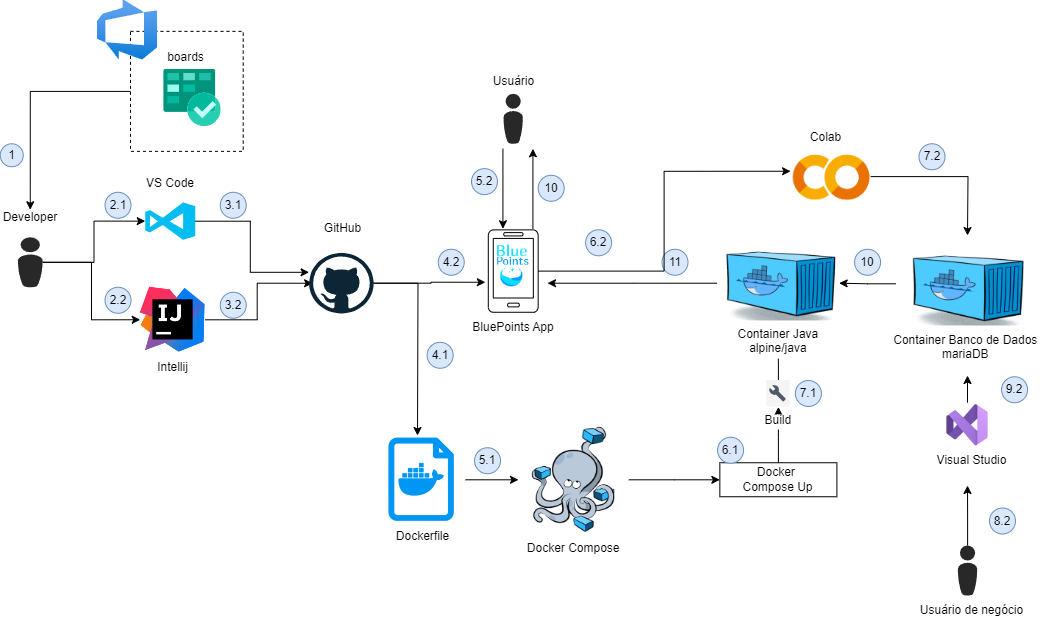 boards
1
Developer
VS Code
2.1
3.1
2.2
3.2
IJ
Intellij
GitHub
Usuário
5.2
10
4.2
Blue
Points
BluePoints App
6.2
11
Colab
7.2
10
Container Java
alpine/java
Container Banco de Dados
mariaDB
4.1
7.1
Build
9.2
Visual Studio
5.1
6.1
Docker
Compose Up
Dockerfile
Docker Compose
8.2
Usuário de negócio